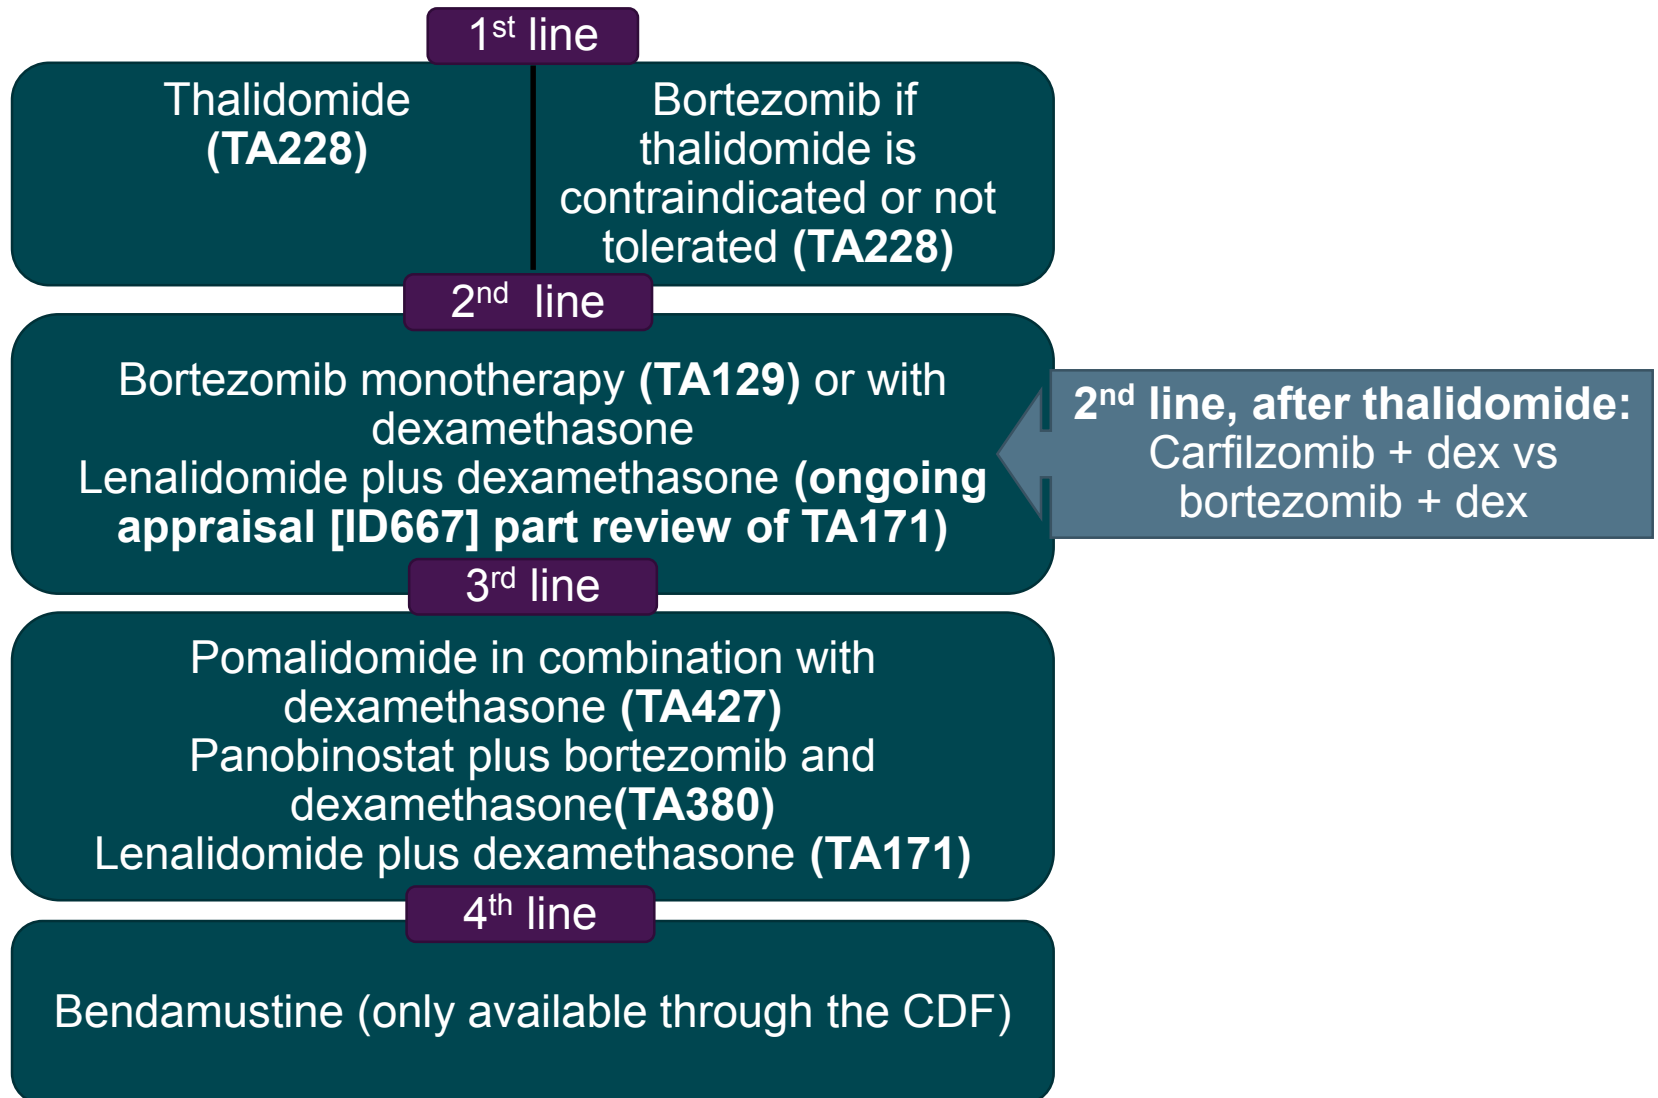 1st line
Thalidomide
(TA228)
Bortezomib if
thalidomide is
contraindicated or not
tolerated (TA228)
2nd line
Bortezomib monotherapy (TA129) or with
dexamethasone
Lenalidomide plus dexamethasone (ongoing
appraisal [ID667] part review of TA171)
2nd line, after thalidomide:
Carfilzomib + dex vs
bortezomib + dex
3rd line
Pomalidomide in combination with
dexamethasone (TA427)
Panobinostat plus bortezomib and
dexamethasone(TA380)
Lenalidomide plus dexamethasone (TA171)
4th line
Bendamustine (only available through the CDF)